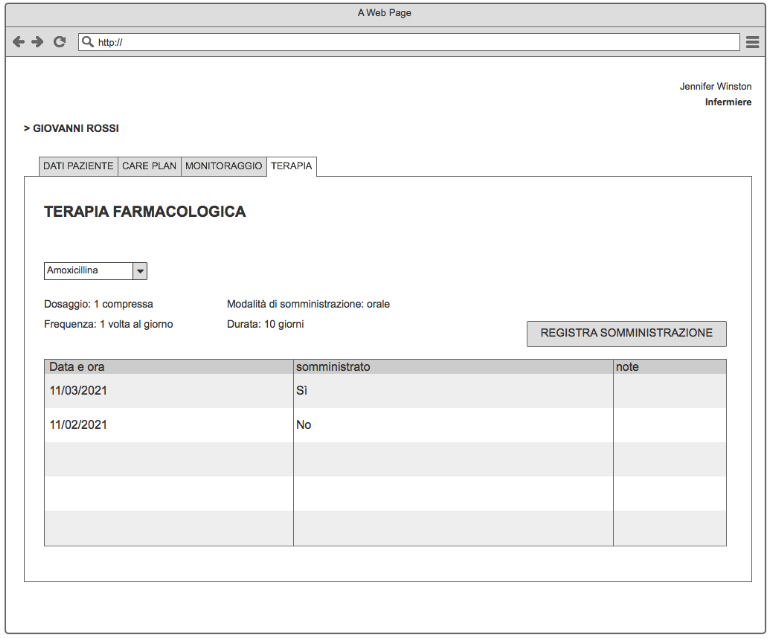 A Web Page
http://
Jennifer Winston
Infermiere
> GIOVANNI ROSSI
DATI PAZIENTE CARE PLAN MONITORAGGIO TERAPIA
TERAPIA FARMACOLOGICA
Amoxicillina
Dosaggio: 1 compressa Modalità di somministrazione: orale
Frequenza: 1 volta al giorno Durata: 10 giorni
REGISTRA SOMMINISTRAZIONE
Data e ora somministrato note
11/03/2021 Sì
11/02/2021 No